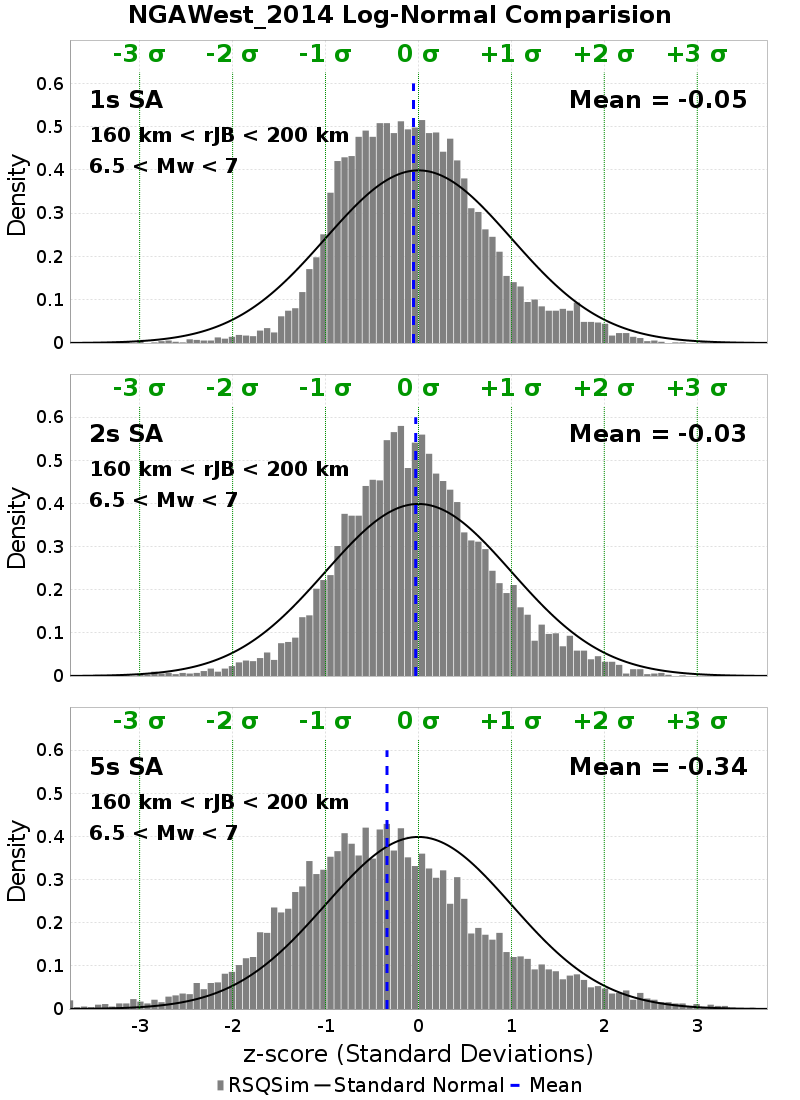 NGAWest_2014 Log-Normal Comparision
-3 σ -2 σ -1 σ 0 σ +1 σ +2 σ +3 σ
0.6
1s SA Mean = -0.05
0.5
160 km < rJB < 200 km
6.5 < Mw < 7
0.4
Density
0.3
0.2
0.1
0
-3 σ -2 σ -1 σ 0 σ +1 σ +2 σ +3 σ
0.6
2s SA Mean = -0.03
0.5
160 km < rJB < 200 km
6.5 < Mw < 7
0.4
Density
0.3
0.2
0.1
0
-3 σ -2 σ -1 σ 0 σ +1 σ +2 σ +3 σ
0.6
5s SA Mean = -0.34
0.5
160 km < rJB < 200 km
6.5 < Mw < 7
0.4
Density
0.3
0.2
0.1
0
-3 -2 -1 0 1 2 3
z-score (Standard Deviations)
RSQSim Standard Normal Mean